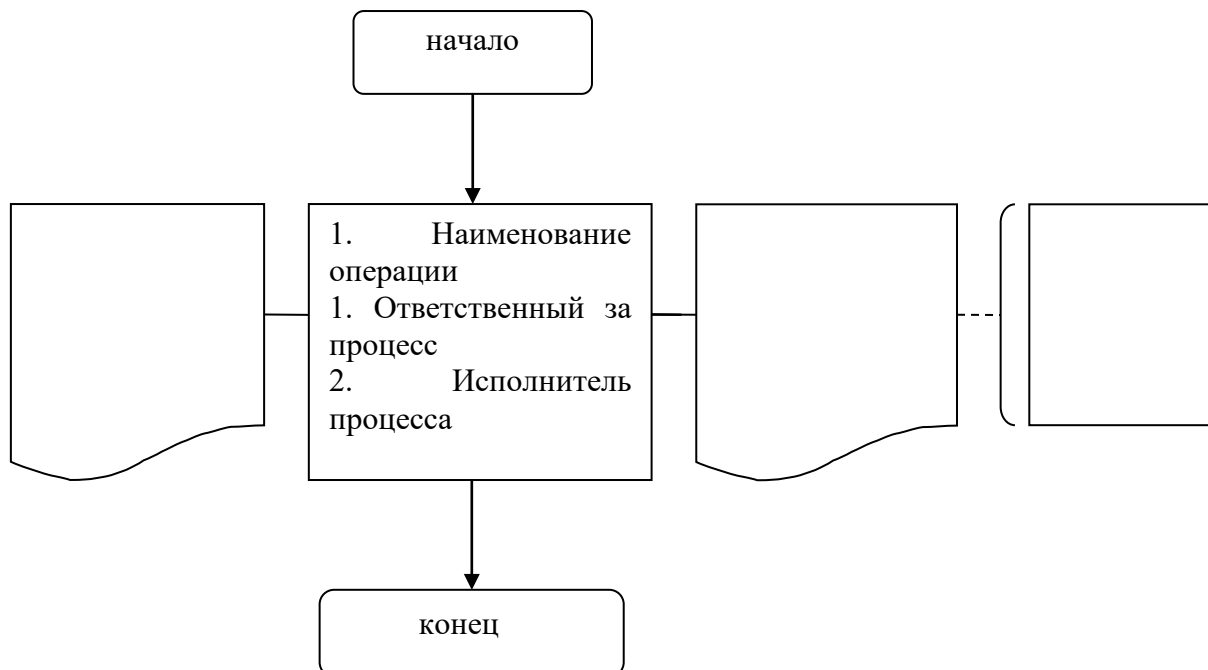 начало
1. Наименование
операции
1. Ответственный за
процесс
2. Исполнитель
процесса
конец